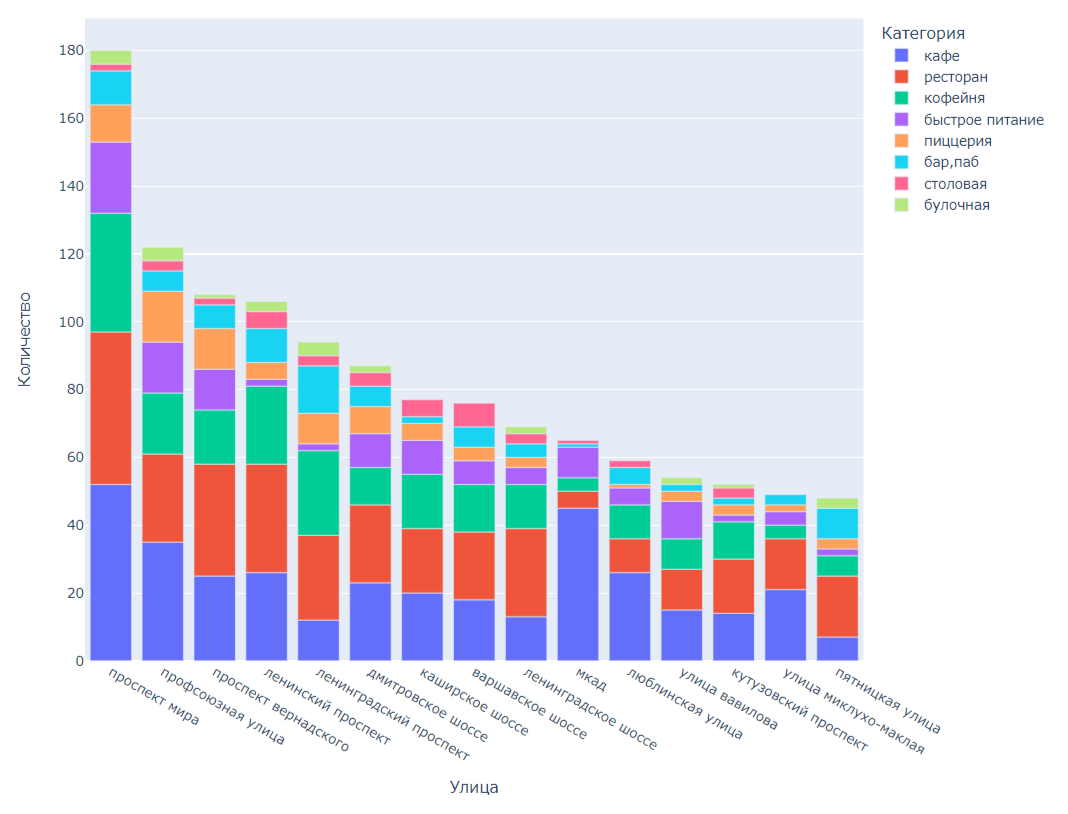 Категория
кафе
ресторан
кофейня
быстрое питание
пиццерия
бар,паб
столовая
булочная
Количество
180
160
140
120
100
80
60
40
20
0
проспект мира
профсоюзная улица
проспект вернадского
ленинский проспект
ленинградский проспект
дмитровское шоссе
каширское шоссе
варшавское шоссе
ленинградское шоссе
мкад
люблинская улица
улица вавилова
кутузовский проспект
улица миклухо-маклая
пятницкая улица
Улица